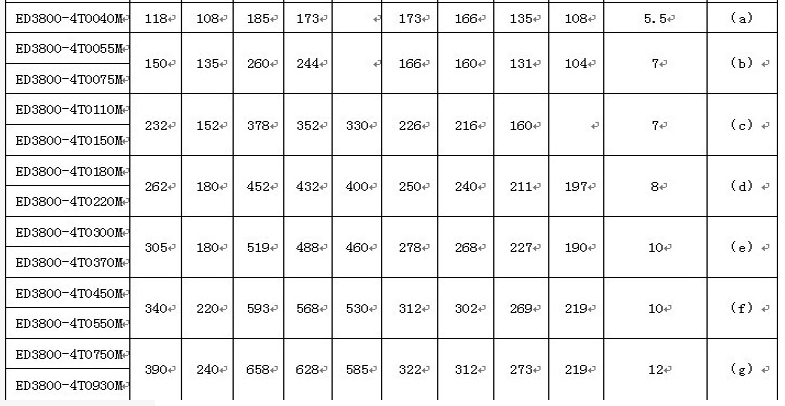 ED3800-4T0040M 118 108 185 173 173 166 135 108 5.5 (a)
ED3800-4T0055M
150 135 260 244 166 160 131 104 7 (b)
ED3800-4T0075M
ED3800-4T0110M
232 152 378 352 330 226 216 160 7 (c)
ED3800-4T0150M
ED3800-4T0180M
262 180 452 432 400 250 240 211 197 8 (d)
ED3800-4T0220M
ED3800-4T0300M
305 180 519 488 460 278 268 227 190 10 (e)
ED3800-4T0370M
ED3800-4T0450M
340 220 593 568 530 312 302 269 219 10 (f)
ED3800-4T0550M
ED3800-4T0750M
390 240 658 628 585 322 312 273 219 12 (g)
ED3800-4T0930M